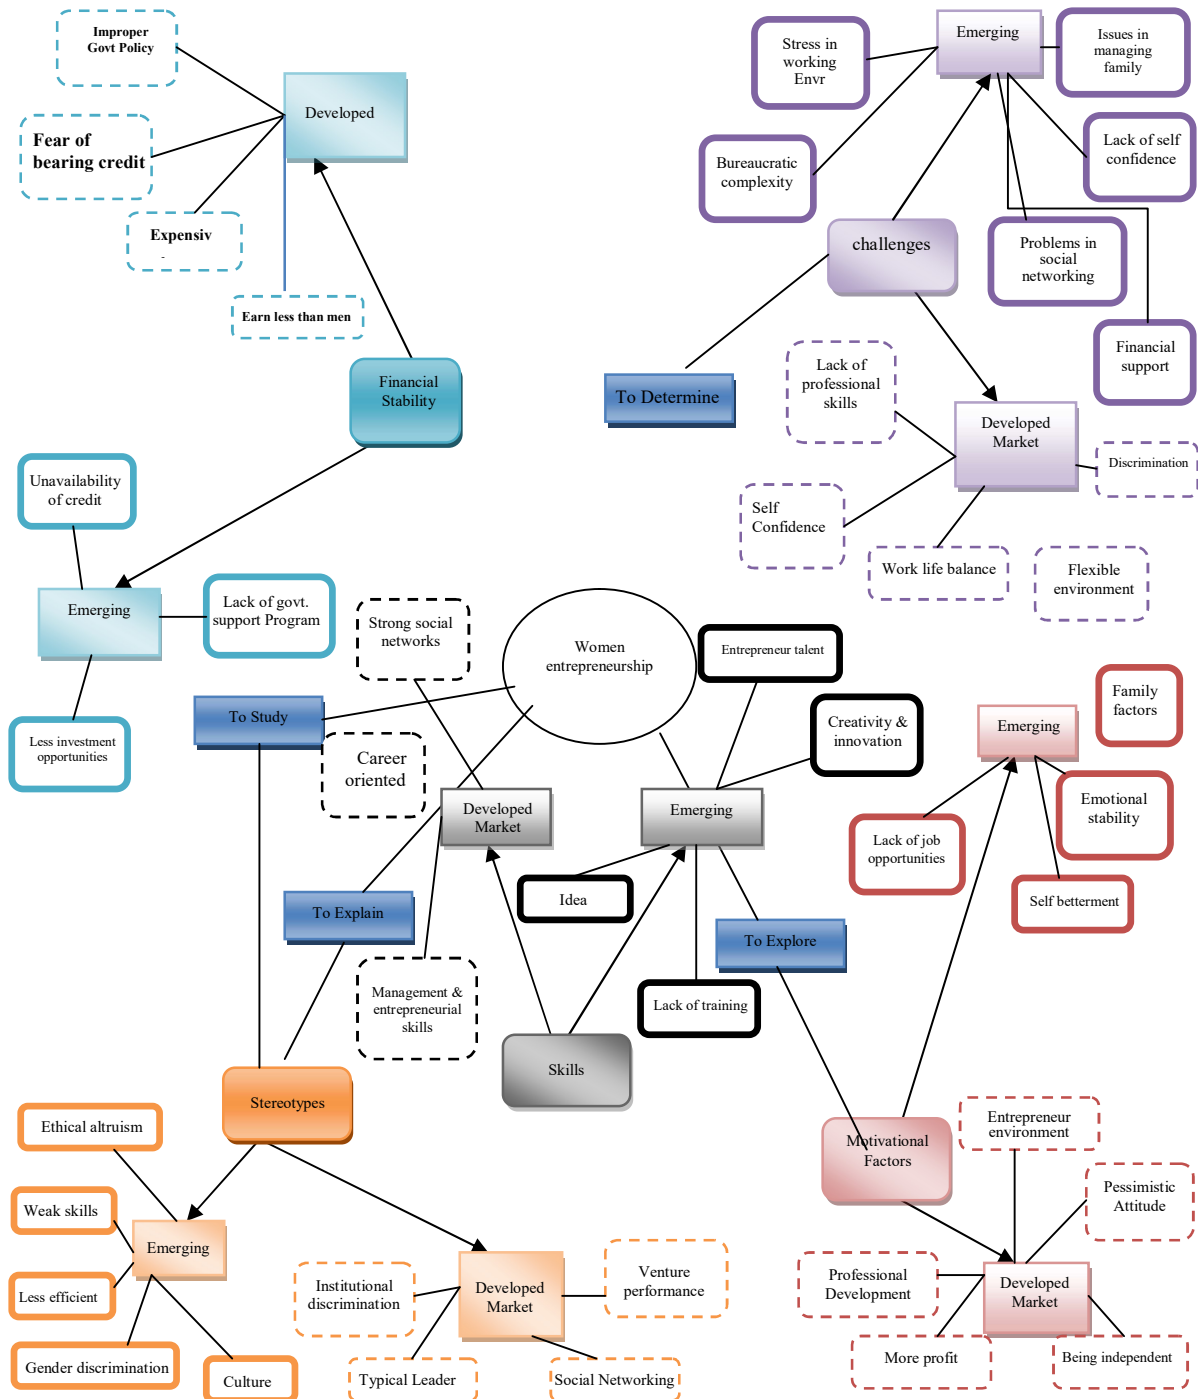 Improper
Govt Policy
Developed
Fear of
bearing credit
Expensiv
Earn less than men
Financial
Stability
Unavailability
of credit
Emerging
Lack of govt.
support Program
Less investment
opportunities
Emerging
Stress in
working
Envr
Issues in
managing
family
Bureaucratic
complexity
Lack of self
confidence
challenges
Problems in
social
networking
Financial
support
To Determine
Lack of
professional
skills
Developed
Market
Discrimination
Self
Confidence
Work life balance
Flexible
environment
Women
entrepreneurship
Strong social
networks
Entrepreneur talent
To Study
Career
oriented
Creativity &
innovation
Developed
Market
Emerging
Idea
To Explain
To Explore
Management &
entrepreneurial
skills
Lack of training
Skills
Family
factors
Emerging
Emotional
stability
Lack of job
opportunities
Self betterment
Stereotypes
Ethical altruism
Weak skills
Emerging
Less efficient
Gender discrimination
Culture
Institutional
discrimination
Developed
Market
Venture
performance
Typical Leader
Social Networking
Motivational
Factors
Entrepreneur
environment
Pessimistic
Attitude
Professional
Development
Developed
Market
More profit
Being independent